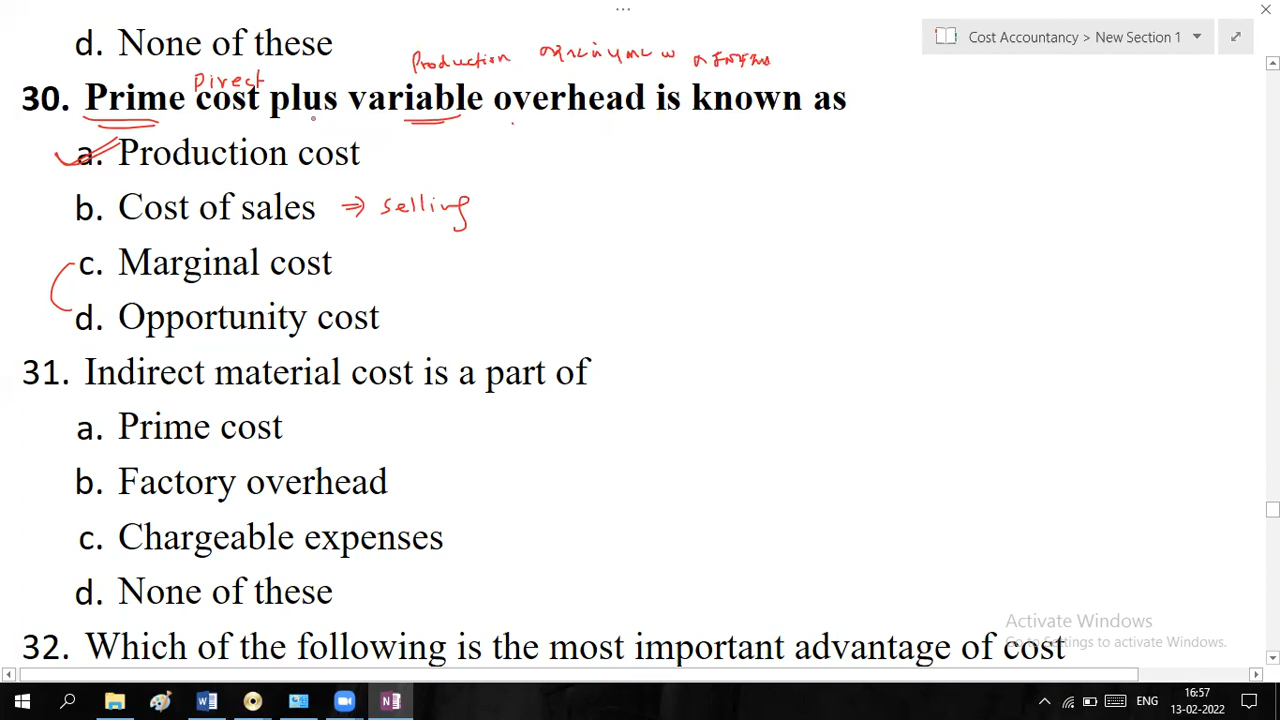 ...
Cost Accountancy > New Section 1
d. None of these
Production
Direct
30. Prime cost plus variable overhead is known as
a. Production cost
b. Cost of sales ⇒ selling
c. Marginal cost
d. Opportunity cost
31. Indirect material cost is a part of
a. Prime cost
b. Factory overhead
c. Chargeable expenses
d. None of these
Activate Windows
Go to Settings to activate Windows.
32. Which of the following is the most important advantage of cost
ENG
16:57
13-02-2022